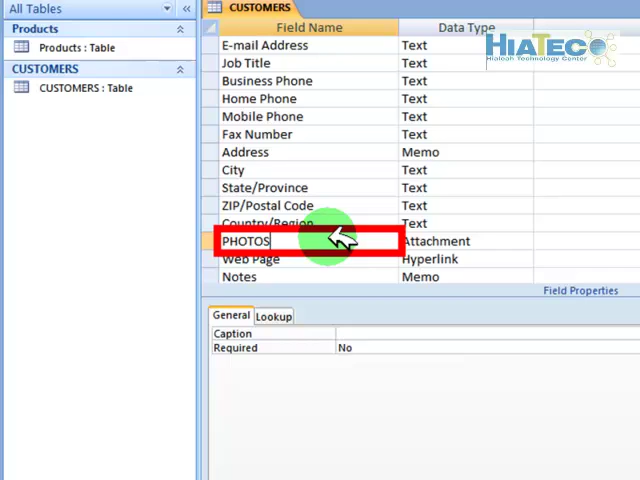 All Tables
Products
Products : Table
CUSTOMERS
CUSTOMERS : Table
CUSTOMERS
Field Name Data Type
E-mail Address Text
Job Title Text
Business Phone Text
Home Phone Text
Mobile Phone Text
Fax Number Text
Address Memo
City Text
State/Province Text
ZIP/Postal Code Text
Country/Region Text
PHOTOS Attachment
Web Page Hyperlink
Notes Memo
HiATECO
Hialeah Technology Center
Field Properties
General Lookup
Caption
Required No